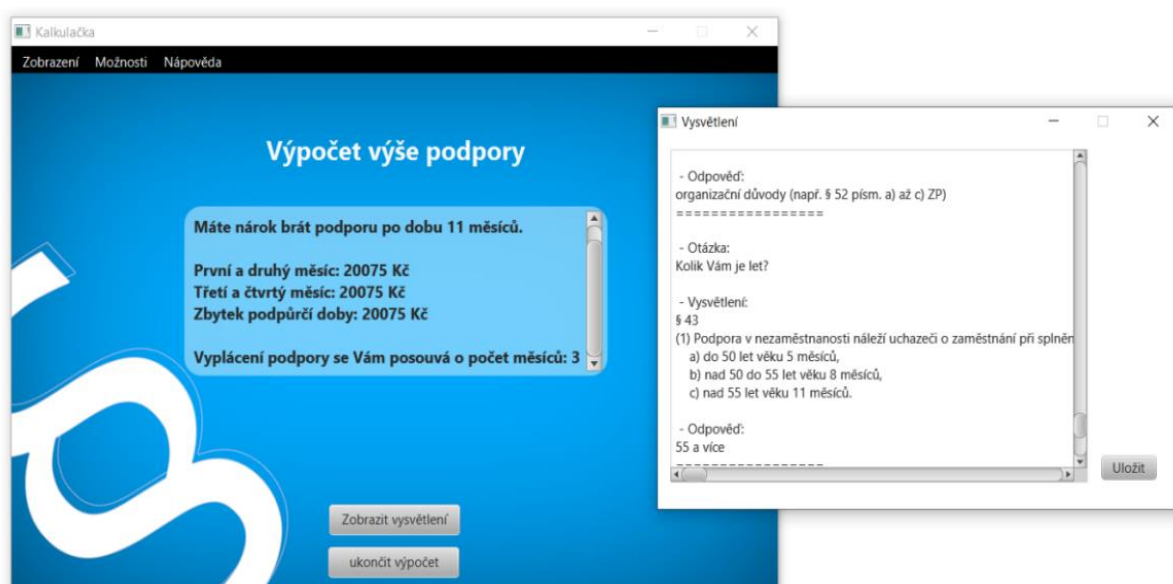 Kalkulačka
Zobrazení Možnosti Nápověda
Výpočet výše podpory
Máte nárok brát podporu po dobu 11 měsíců.
První a druhý měsíc: 20075 Kč
Třetí a čtvrtý měsíc: 20075 Kč
Zbytek podpůrčí doby: 20075 Kč
Vyplácení podpory se Vám posouvá o počet měsíců: 3
Zobrazit vysvětlení
ukončit výpočet
Vysvětlení
- Odpověď:
organizační důvody (např. § 52 písm. a) až c) ZP)
=================
- Otázka:
Kolik Vám je let?
- Vysvětlení:
§ 43
(1) Podpora v nezaměstnanosti náleží uchazeči o zaměstnání při splněn
a) do 50 let věku 5 měsíců,
b) nad 50 do 55 let věku 8 měsíců,
c) nad 55 let věku 11 měsíců.
- Odpověď:
55 a více
=================
Uložit